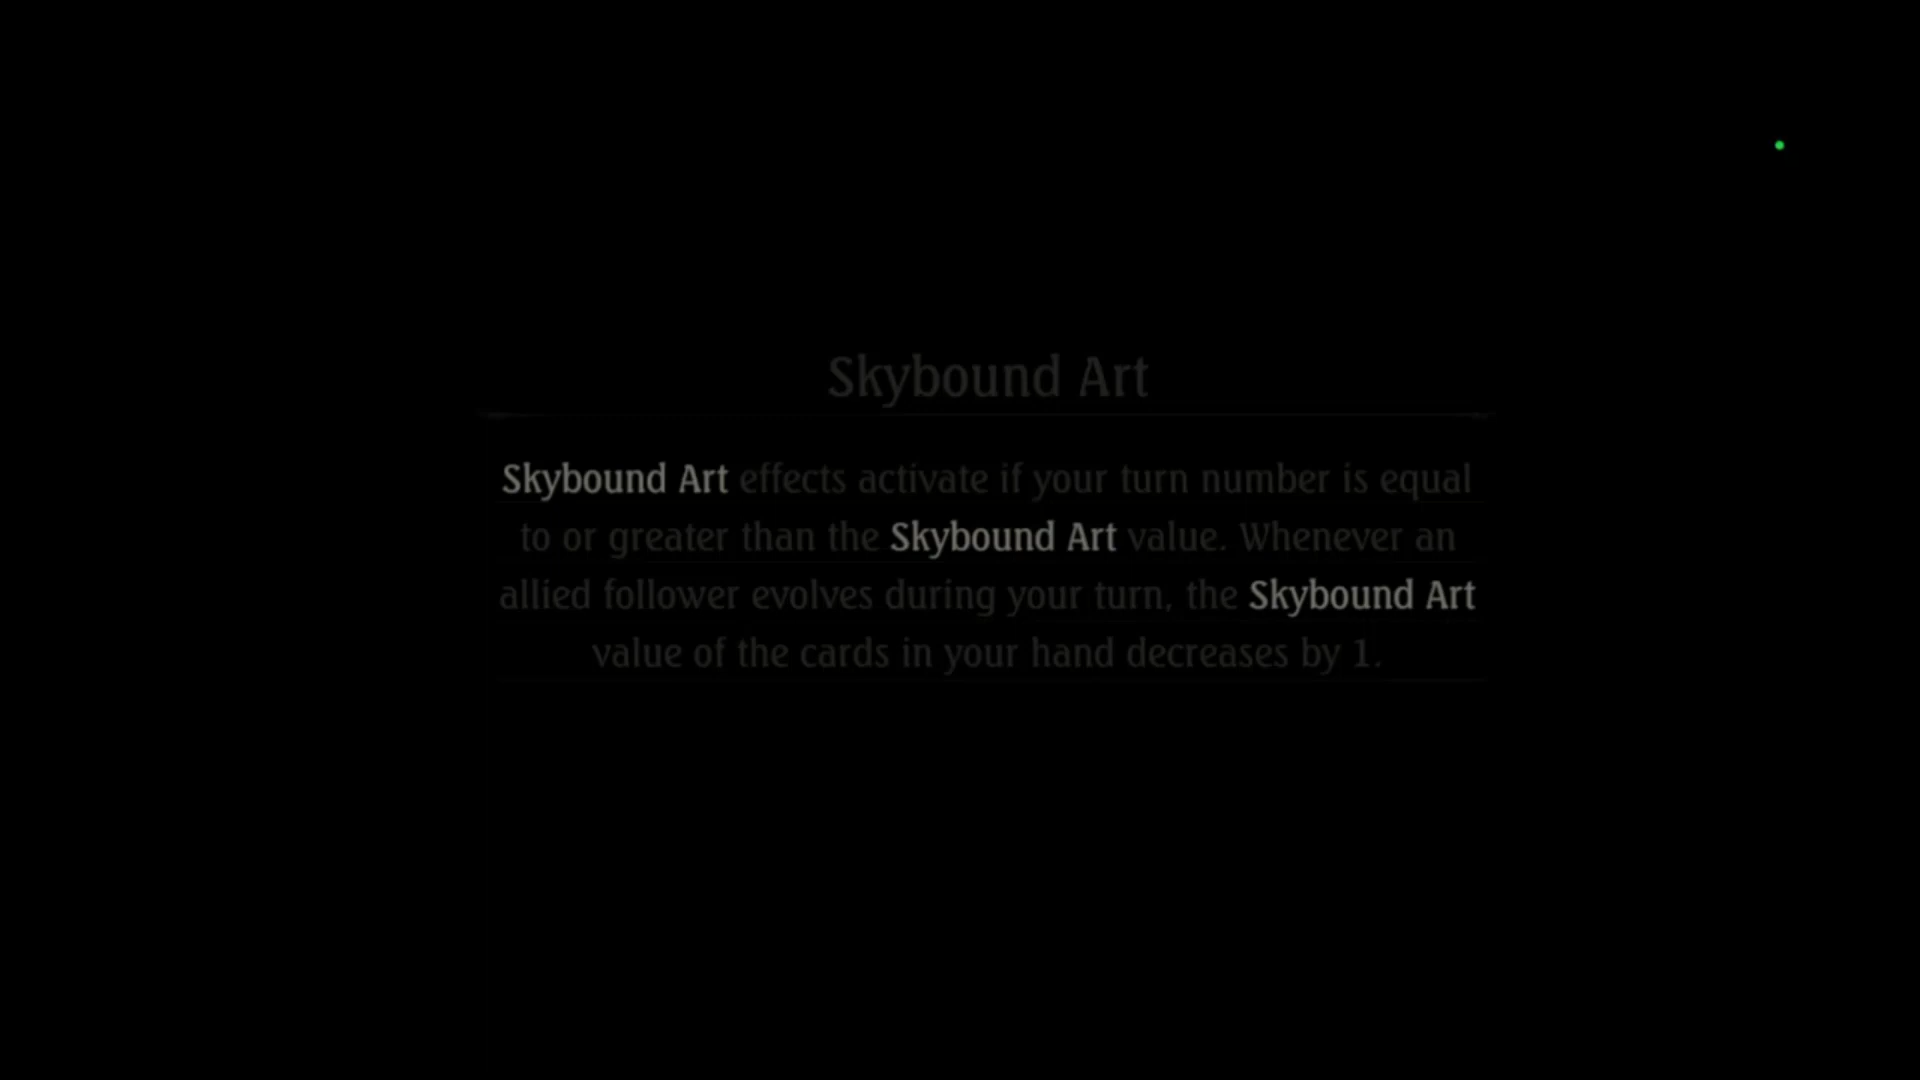 Skybound Art
Skybound Art effects activate if your turn number is equal
to or greater than the Skybound Art value. Whenever an
allied follower evolves during your turn, the Skybound Art
value of the cards in your hand decreases by 1.